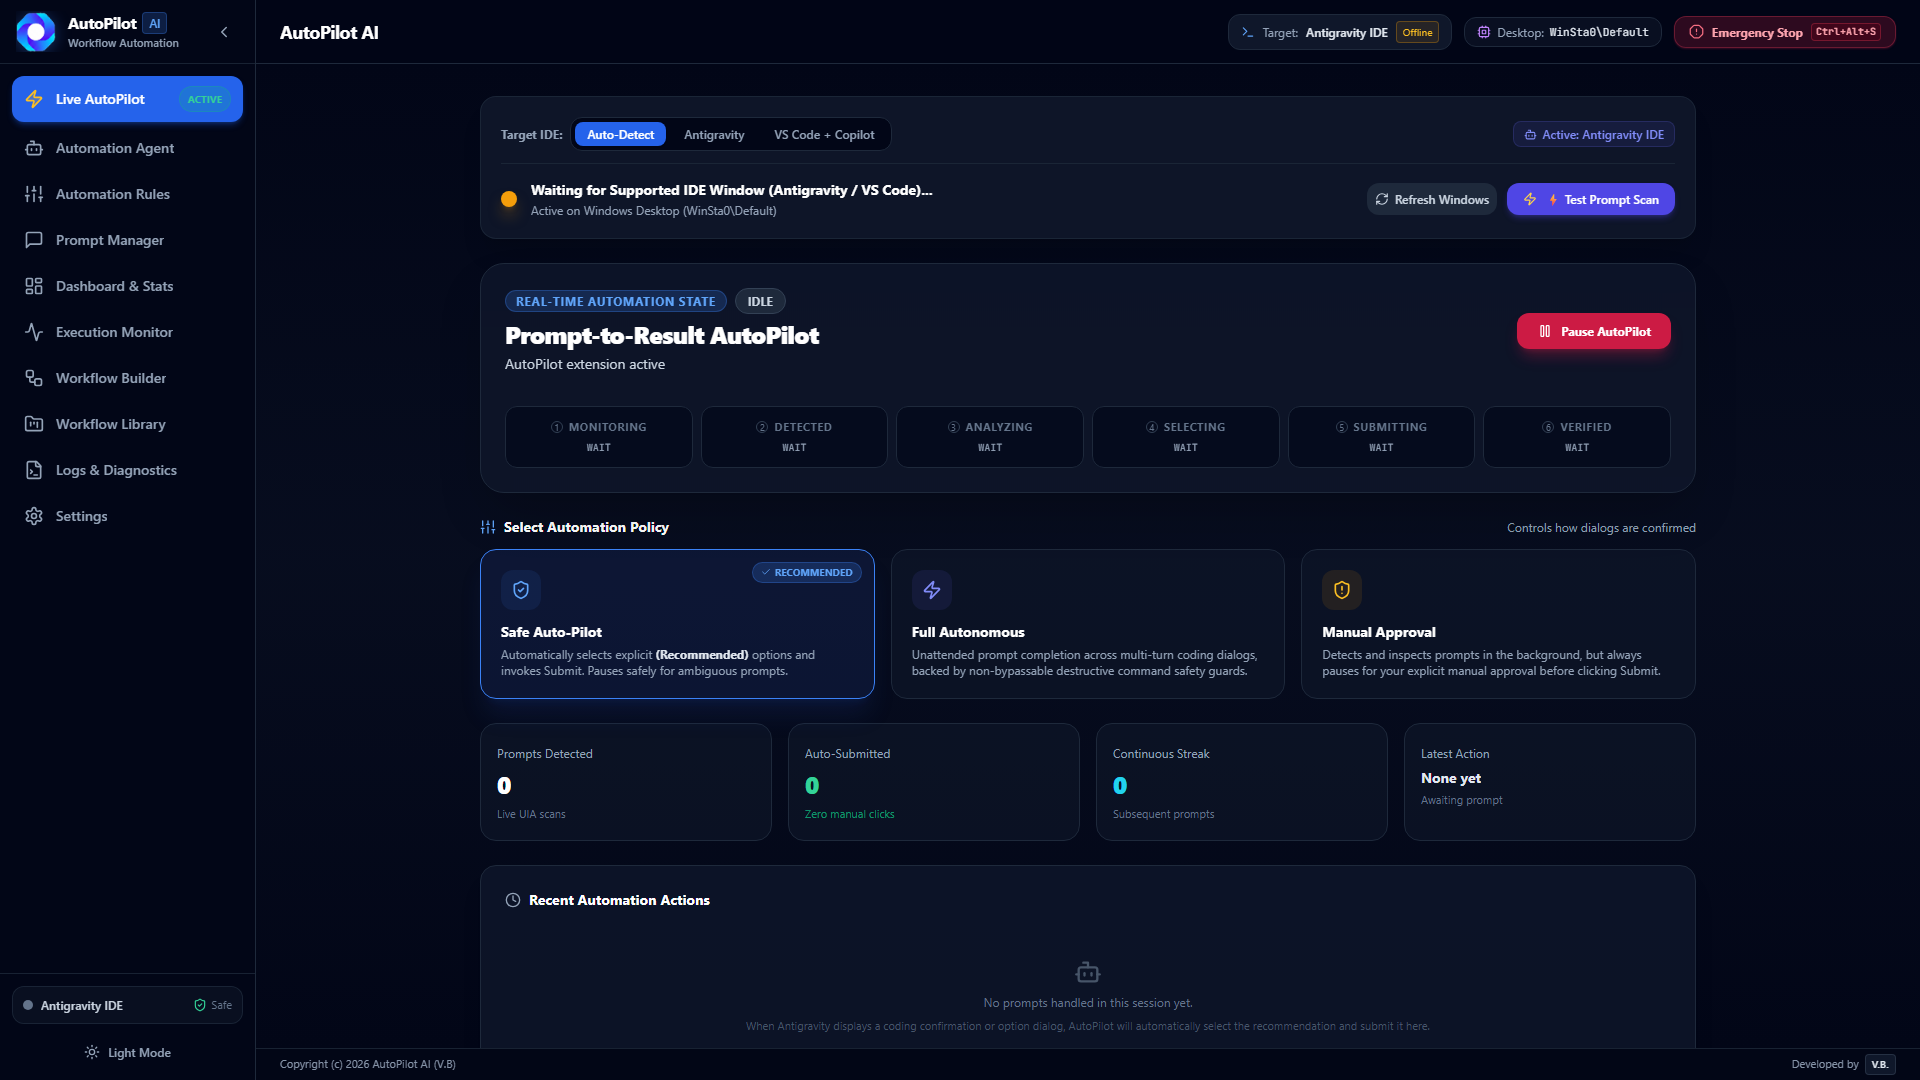 AutoPilot AI
Workflow Automation
AutoPilot AI
Target: Antigravity IDE Offline
Desktop: WinSta0\Default
Emergency Stop Ctrl+Alt+S
Live AutoPilot ACTIVE
Automation Agent
Automation Rules
Prompt Manager
Dashboard & Stats
Execution Monitor
Workflow Builder
Workflow Library
Logs & Diagnostics
Settings
Antigravity IDE Safe
Light Mode
Target IDE: Auto-Detect Antigravity VS Code + Copilot
Active: Antigravity IDE
Waiting for Supported IDE Window (Antigravity / VS Code)...
Active on Windows Desktop (WinSta0\Default)
Refresh Windows
Test Prompt Scan
REAL-TIME AUTOMATION STATE IDLE
Prompt-to-Result AutoPilot
AutoPilot extension active
Pause AutoPilot
① MONITORING
WAIT
② DETECTED
WAIT
③ ANALYZING
WAIT
④ SELECTING
WAIT
⑤ SUBMITTING
WAIT
⑥ VERIFIED
WAIT
Select Automation Policy
Controls how dialogs are confirmed
RECOMMENDED
Safe Auto-Pilot
Automatically selects explicit (Recommended) options and
invokes Submit. Pauses safely for ambiguous prompts.
Full Autonomous
Unattended prompt completion across multi-turn coding dialogs,
backed by non-bypassable destructive command safety guards.
Manual Approval
Detects and inspects prompts in the background, but always
pauses for your explicit manual approval before clicking Submit.
Prompts Detected
0
Live UIA scans
Auto-Submitted
0
Zero manual clicks
Continuous Streak
0
Subsequent prompts
Latest Action
None yet
Awaiting prompt
Recent Automation Actions
No prompts handled in this session yet.
When Antigravity displays a coding confirmation or option dialog, AutoPilot will automatically select the recommendation and submit it here.
Copyright (c) 2026 AutoPilot AI (V.B)
Developed by V.B.